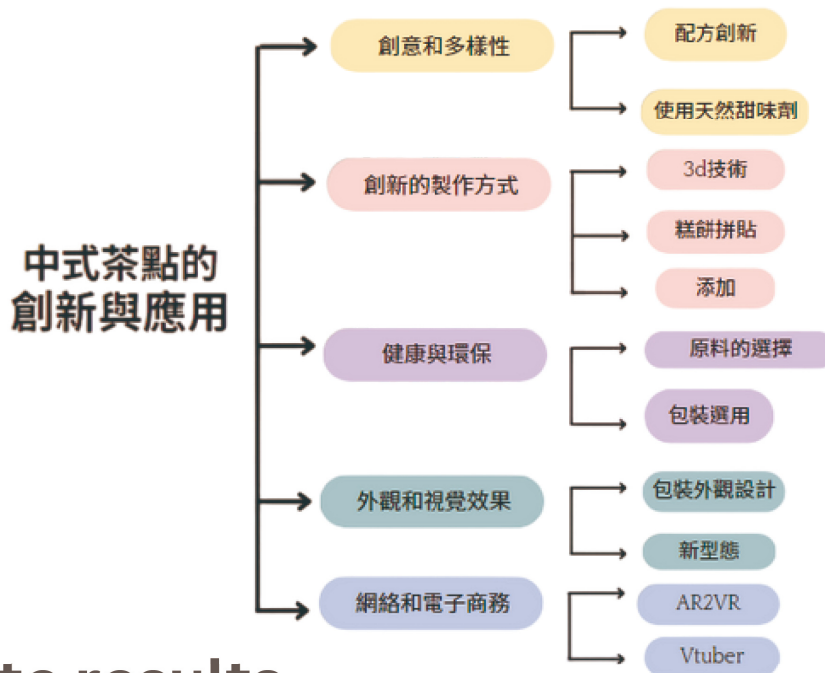 中式茶點的
創新與應用
創意和多樣性
配方創新
使用天然甜味劑
創新的製作方式
3d技術
糕餅拼貼
添加
健康與環保
原料的選擇
包裝選用
外觀和視覺效果
包裝外觀設計
新型態
網絡和電子商務
AR2VR
Vtuber
results